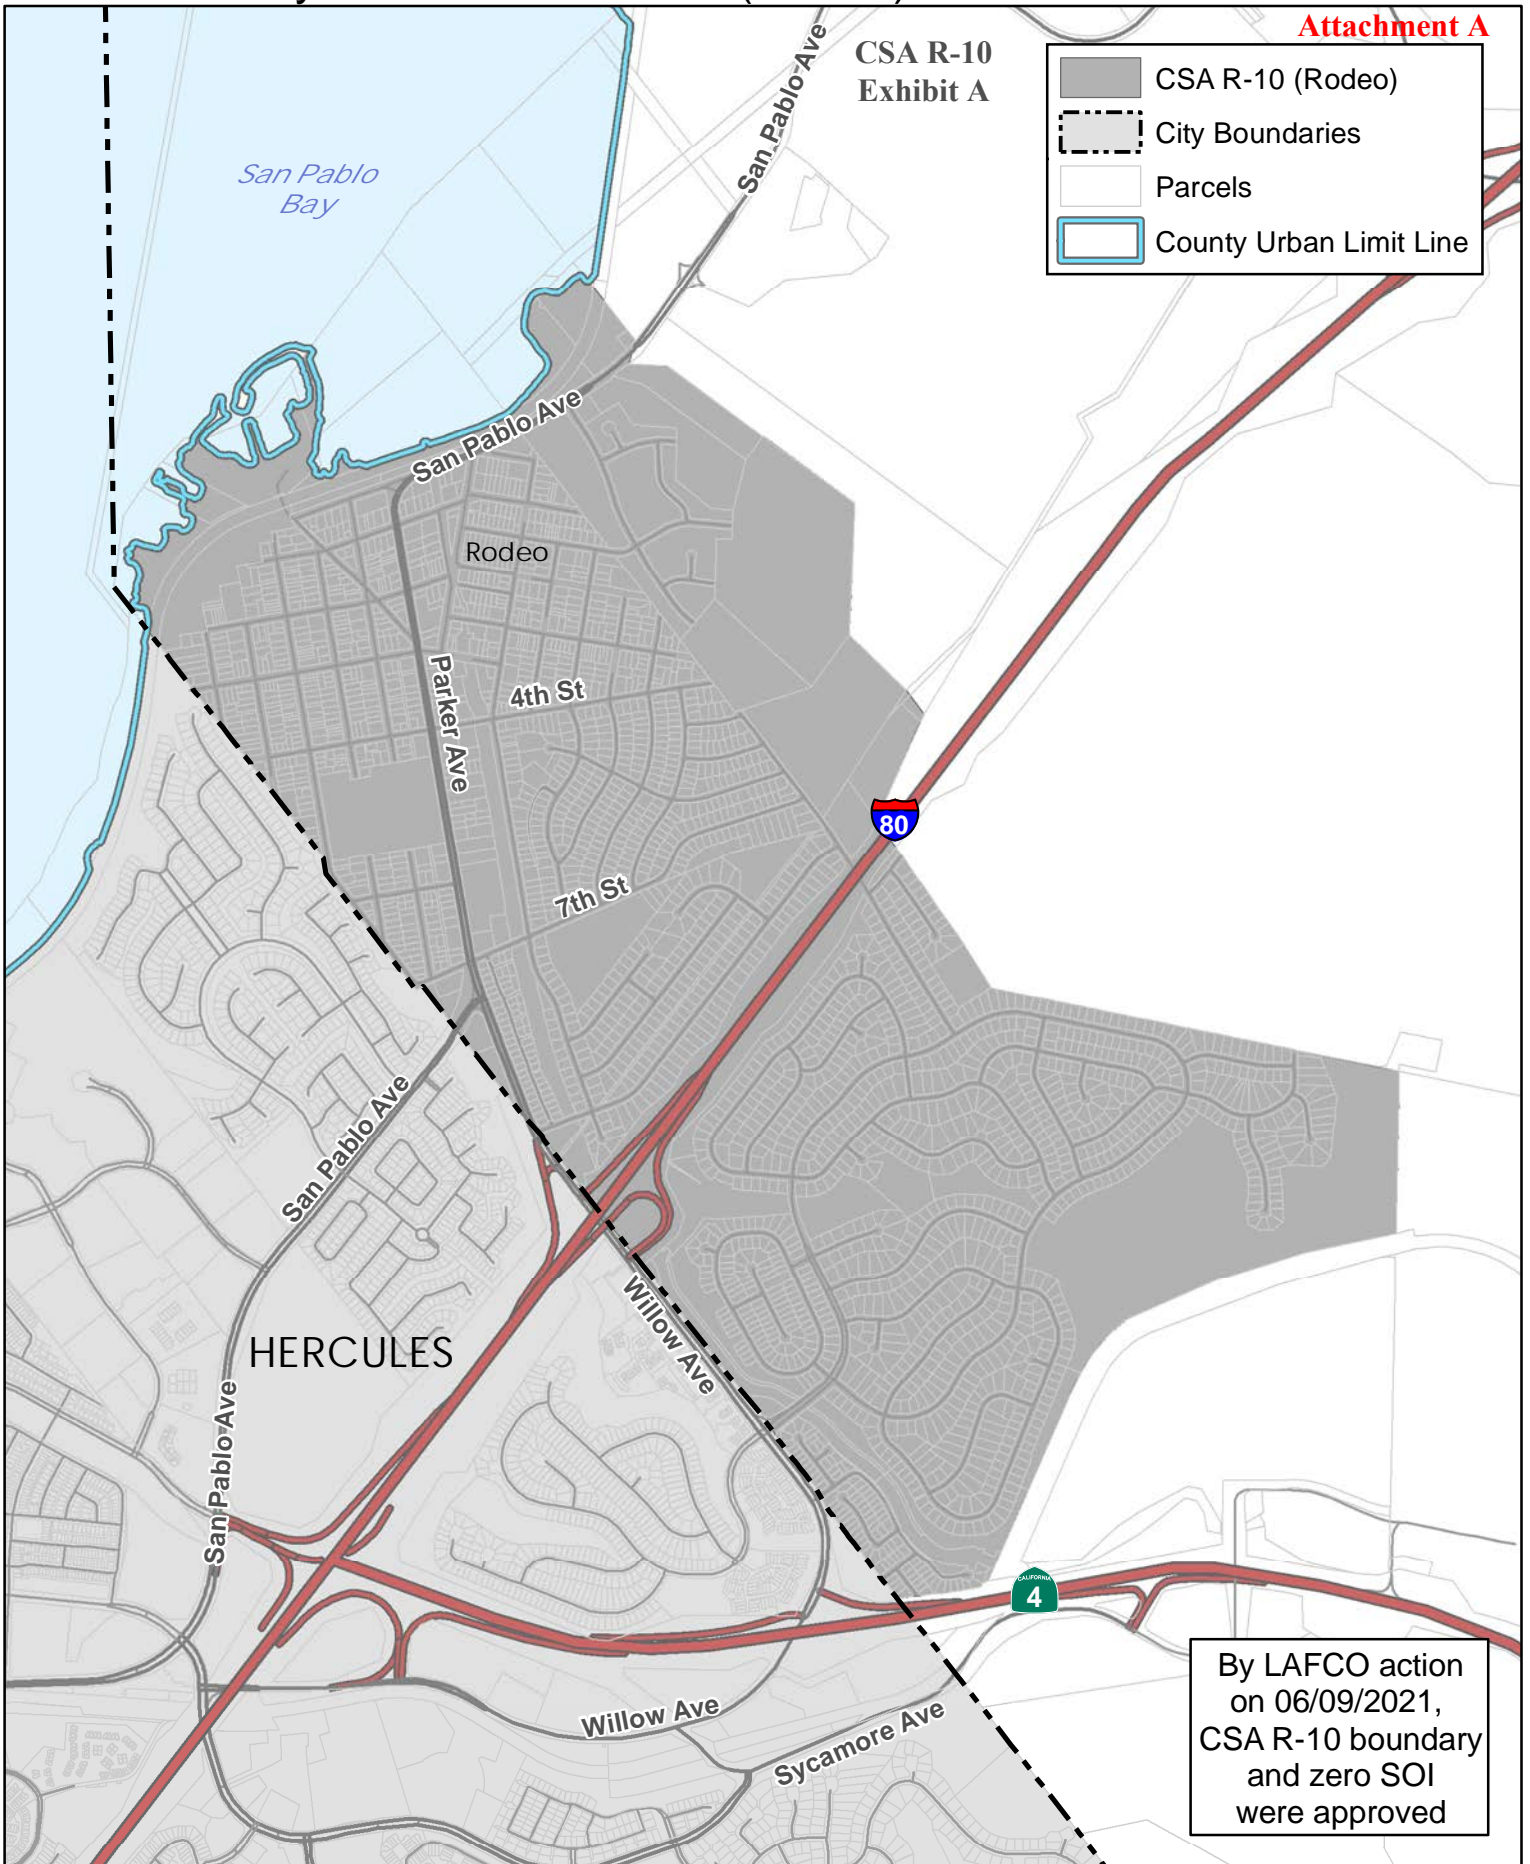 Attachment A
CSA R-10
Exhibit A
CSA R-10 (Rodeo)
City Boundaries
Parcels
County Urban Limit Line
San Pablo Ave
San Pablo
Bay
San Pablo Ave
Rodeo
Parker Ave
4th St
80
7th St
San Pablo Ave
Willow Ave
HERCULES
San Pablo Ave
CALIFORNIA
4
Willow Ave
Sycamore Ave
By LAFCO action
on 06/09/2021,
CSA R-10 boundary
and zero SOI
were approved